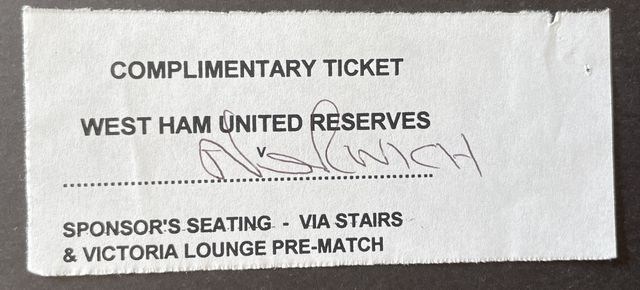 COMPLIMENTARY TICKET
WEST HAM UNITED RESERVES
v
NORWICH
SPONSOR'S SEATING - VIA STAIRS
& VICTORIA LOUNGE PRE-MATCH